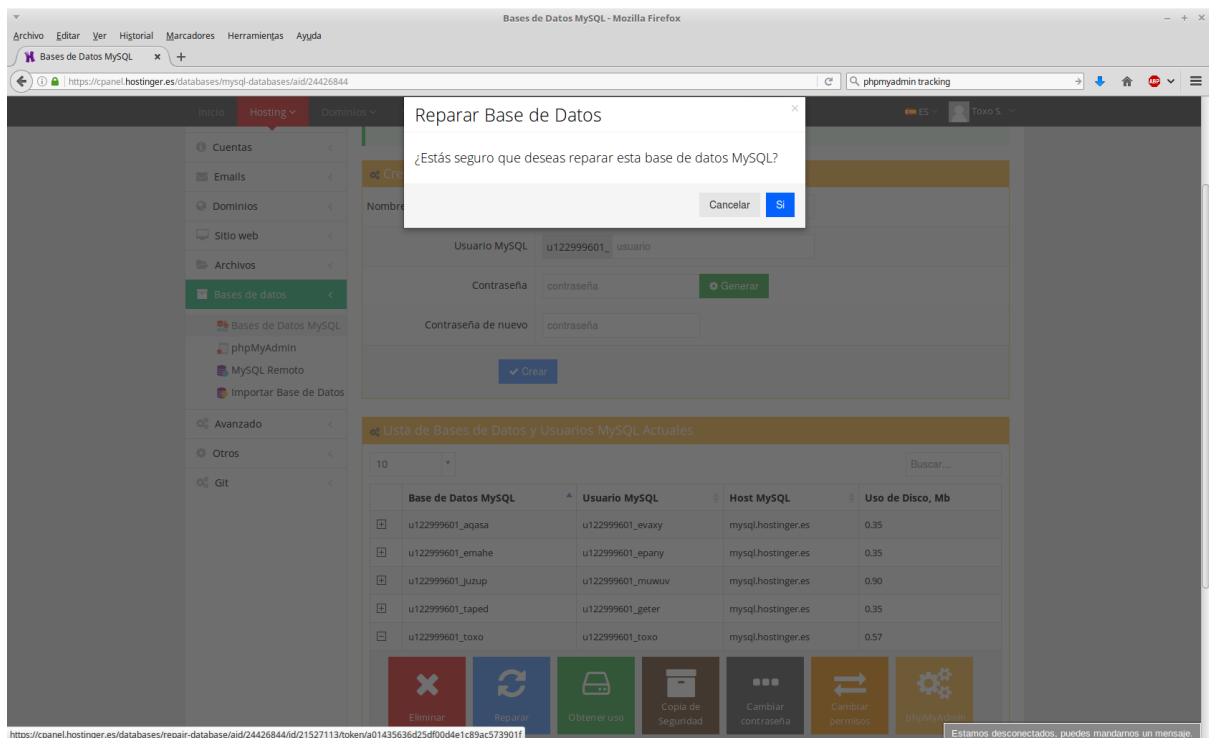 Bases de Datos MySQL - Mozilla Firefox
Archivo Editar Ver Historial Marcadores Herramientas Ayuda
Bases de Datos MySQL
https://cpanel.hostinger.es/databases/mysql-databases/aid/24426844
phpmyadmin tracking
ABP
Inicio Hosting Dominios ES Toxo S.
Reparar Base de Datos
¿Estás seguro que deseas reparar esta base de datos MySQL?
Cancelar Si
Cuentas
Emails
Dominios
Sitio web
Archivos
Bases de datos
Bases de Datos MySQL
phpMyAdmin
MySQL Remoto
Importar Base de Datos
Avanzado
Otros
Git
Cre
Nombre
Usuario MySQL u122999601_ usuario
Contraseña contraseña Generar
Contraseña de nuevo contraseña
Crear
Lista de Bases de Datos y Usuarios MySQL Actuales
10 Buscar...
Base de Datos MySQL Usuario MySQL Host MySQL Uso de Disco, Mb
u122999601_aqasa u122999601_evaxy mysql.hostinger.es 0.35
u122999601_emahe u122999601_epany mysql.hostinger.es 0.35
u122999601_juzup u122999601_muwuv mysql.hostinger.es 0.90
u122999601_taped u122999601_geter mysql.hostinger.es 0.35
u122999601_toxo u122999601_toxo mysql.hostinger.es 0.57
Eliminar
Reparar
Obtener uso
Copia de
Seguridad
Cambiar
contraseña
Cambiar
permisos
phpMyAdmin
https://cpanel.hostinger.es/databases/repair-database/aid/24426844/id/21527113/token/a01435636d25df00d4e1c89ac573901f
Estamos desconectados, puedes mandarnos un mensaje.